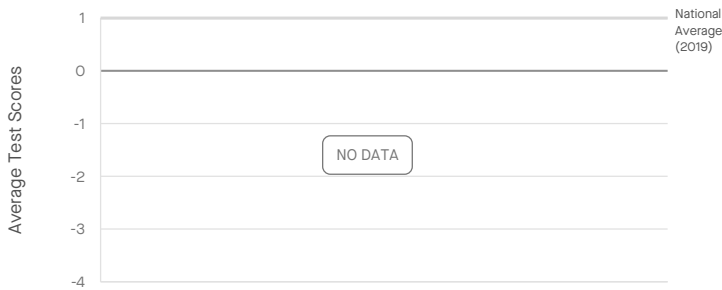 1
National
Average
(2019)
0
-1
NO DATA
-2
-3
-4
Average Test Scores